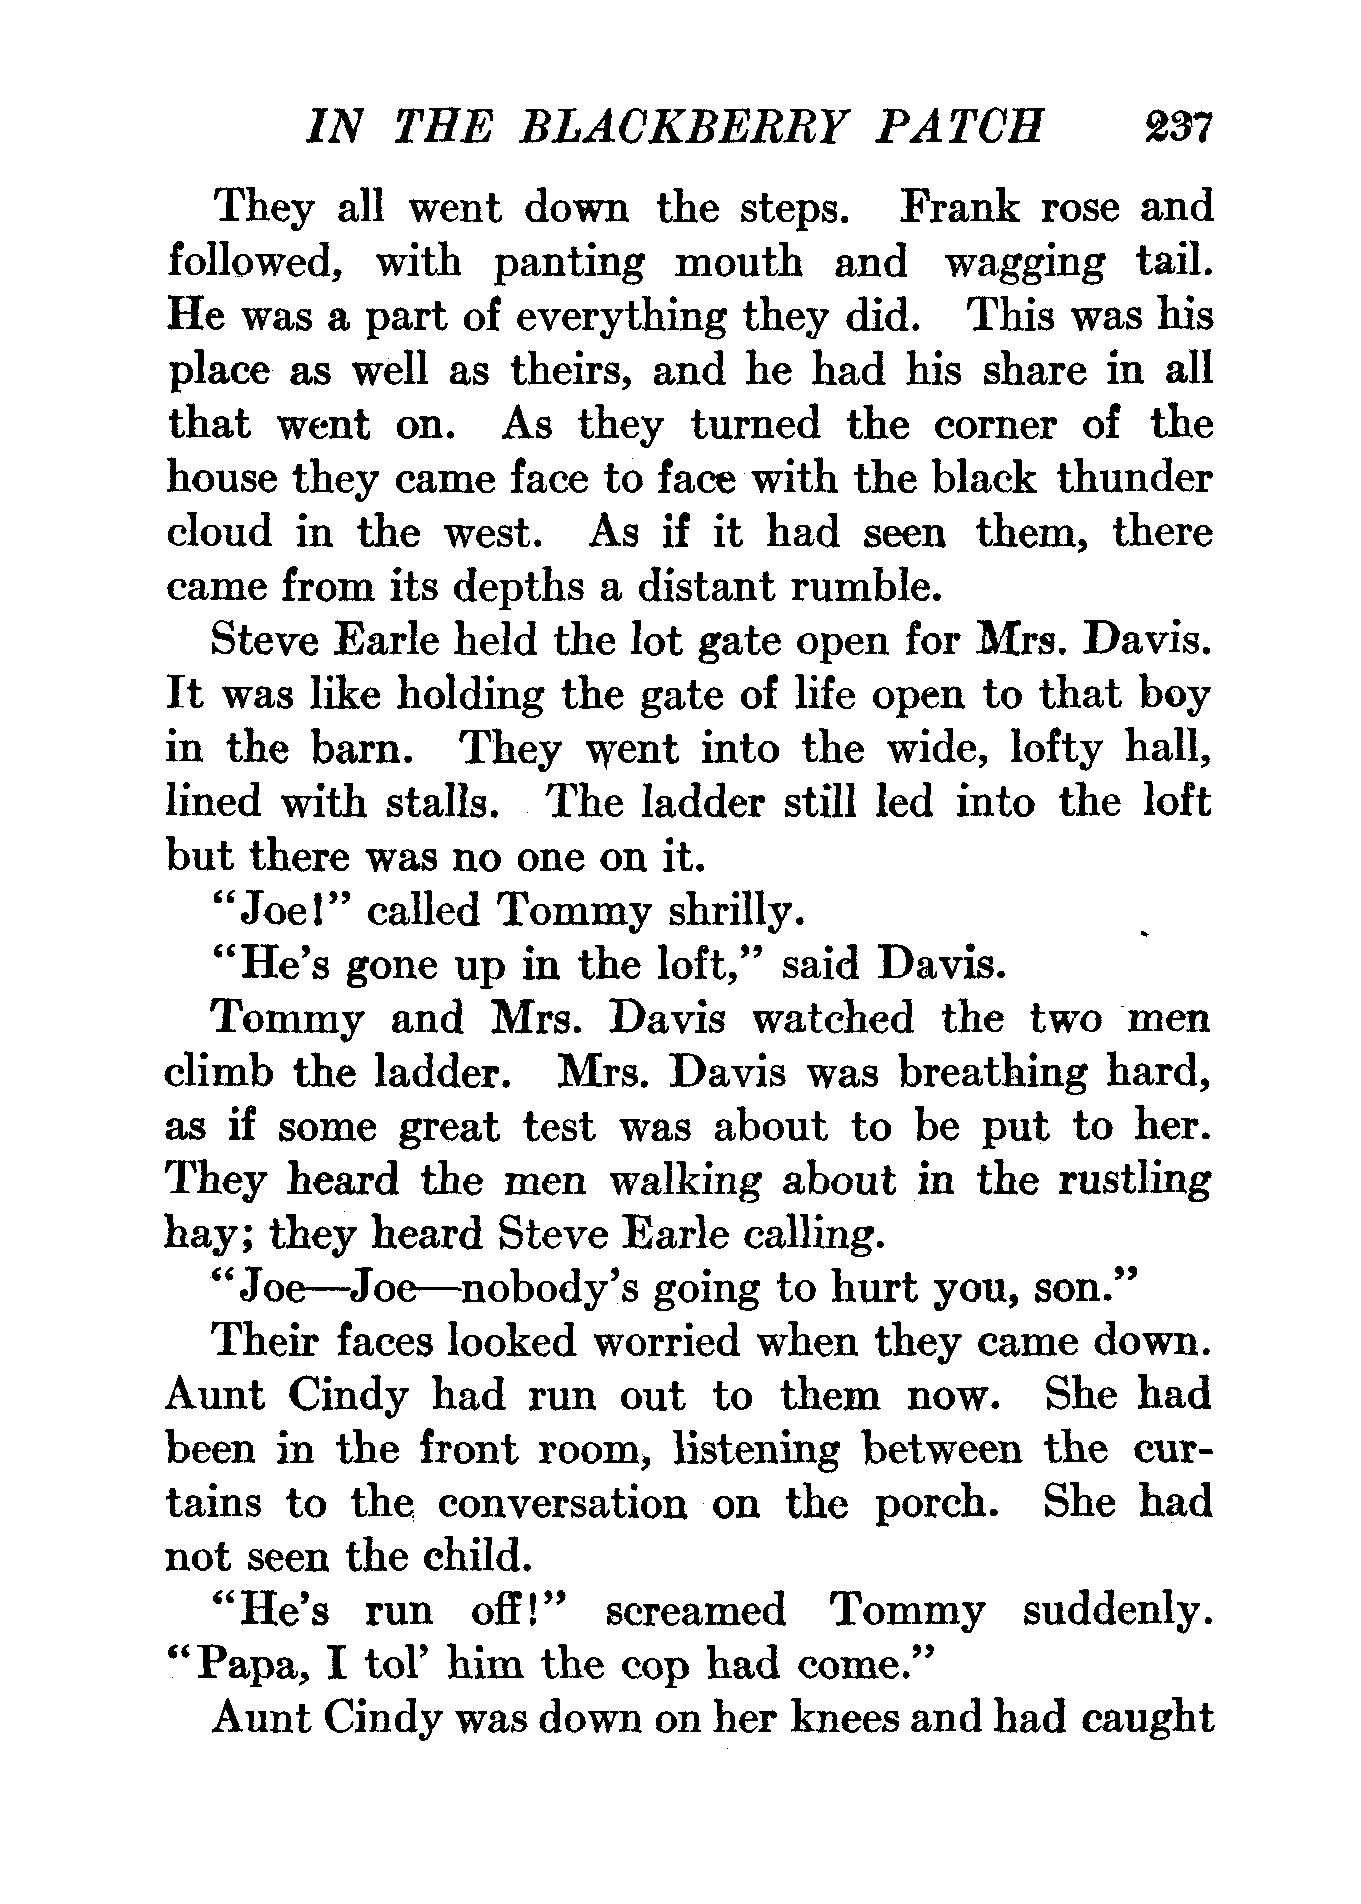 IN THE BLACKBERRY PATCH 237
They all went down the steps. Frank rose and
followed, with panting mouth and wagging tail.
He was a part of everything they did. This was his
place as well as theirs, and he had his share in all
that went on. As they turned the corner of the
house they came face to face with the black thunder
cloud in the west. As if it had seen them, there
came from its depths a distant rumble.
Steve Earle held the lot gate open for Mrs. Davis.
It was like holding the gate of life open to that boy
in the barn. They went into the wide, lofty hall,
lined with stalls. The ladder still led into the loft
but there was no one on it.
“Joe!” called Tommy shrilly.
“He’s gone up in the loft,” said Davis.
Tommy and Mrs. Davis watched the two men
climb the ladder. Mrs. Davis was breathing hard,
as if some great test was about to be put to her.
They heard the men walking about in the rustling
hay; they heard Steve Earle calling.
“Joe—Joe—nobody’s going to hurt you, son.”
Their faces looked worried when they came down.
Aunt Cindy had run out to them now. She had
been in the front room, listening between the cur-
tains to the conversation on the porch. She had
not seen the child.
“He’s run off!” screamed Tommy suddenly.
“Papa, I tol’ him the cop had come.”
Aunt Cindy was down on her knees and had caught